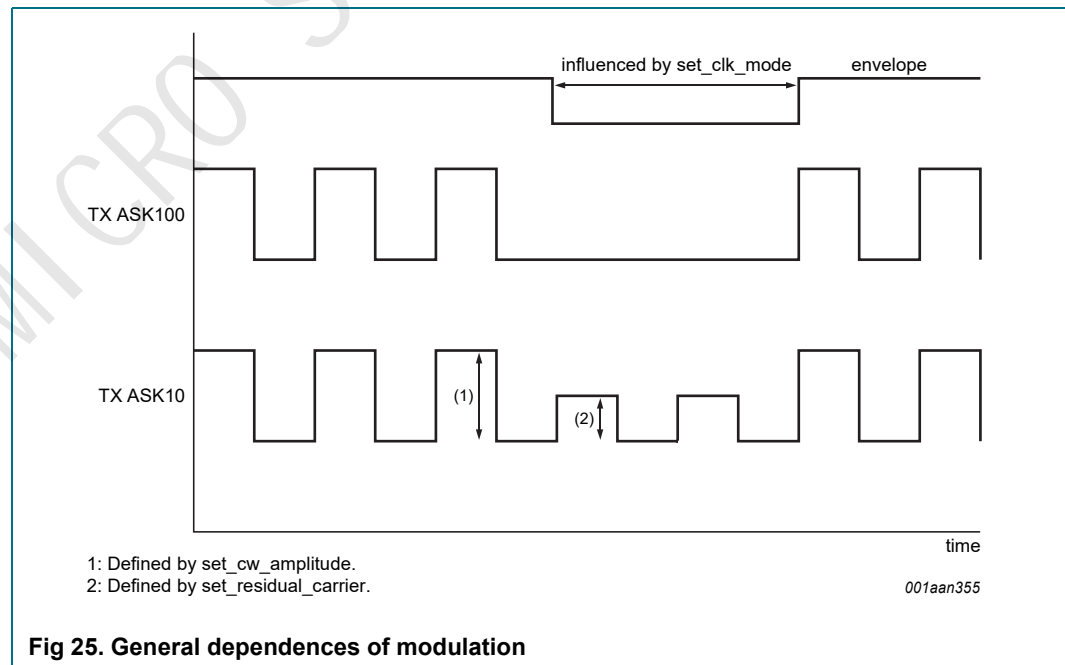 influenced by set_clk_mode
envelope
TX ASK100
TX ASK10
(1)
(2)
time
1: Defined by set_cw_amplitude.
2: Defined by set_residual_carrier.
001aan355
Fig 25. General dependences of modulation
MICRO S